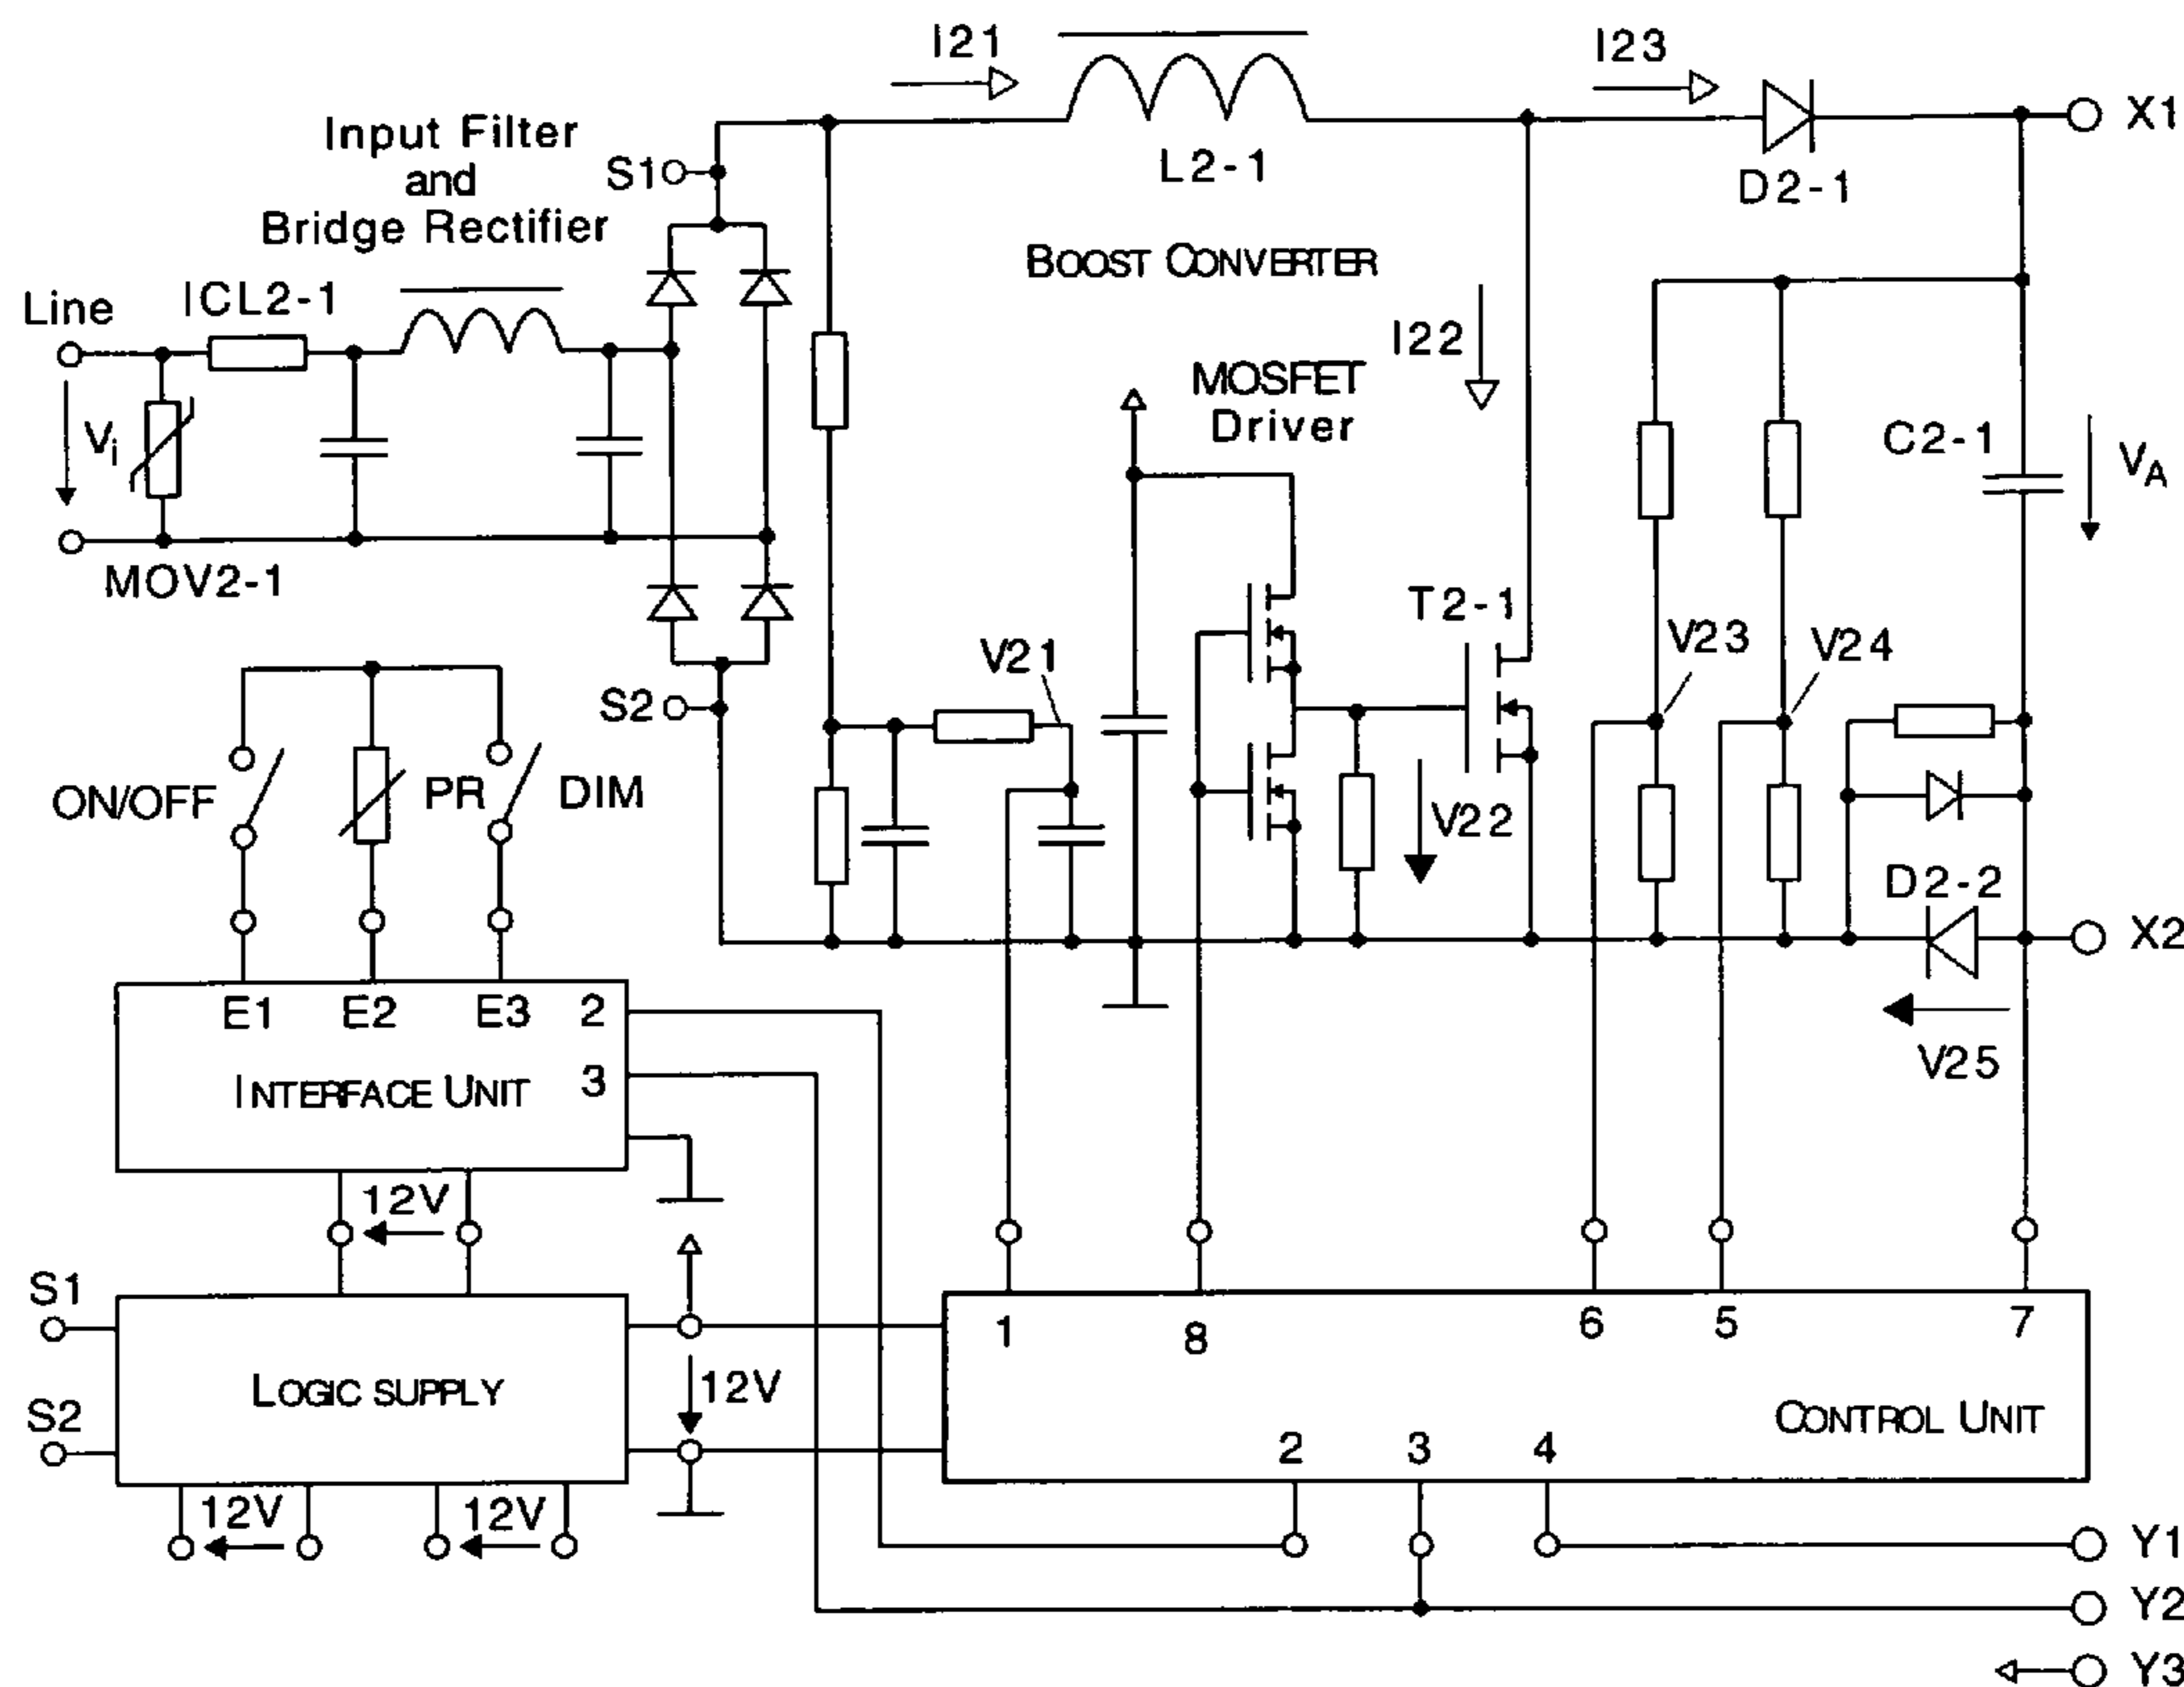 I21
I23
X1
Input Filter
and
Bridge Rectifier
S1
L2-1
D2-1
BOOST CONVERTER
Line
ICL2-1
I22
MOSFET
Driver
Vi
C2-1
VA
MOV2-1
T2-1
V21
V23
V24
S2
ON/OFF
PR
DIM
V22
D2-2
X2
E1
E2
E3
2
3
INTERFACE UNIT
V25
12V
S1
1
8
6
5
7
LOGIC SUPPLY
12V
CONTROL UNIT
S2
2
3
4
12V
12V
Y1
Y2
Y3